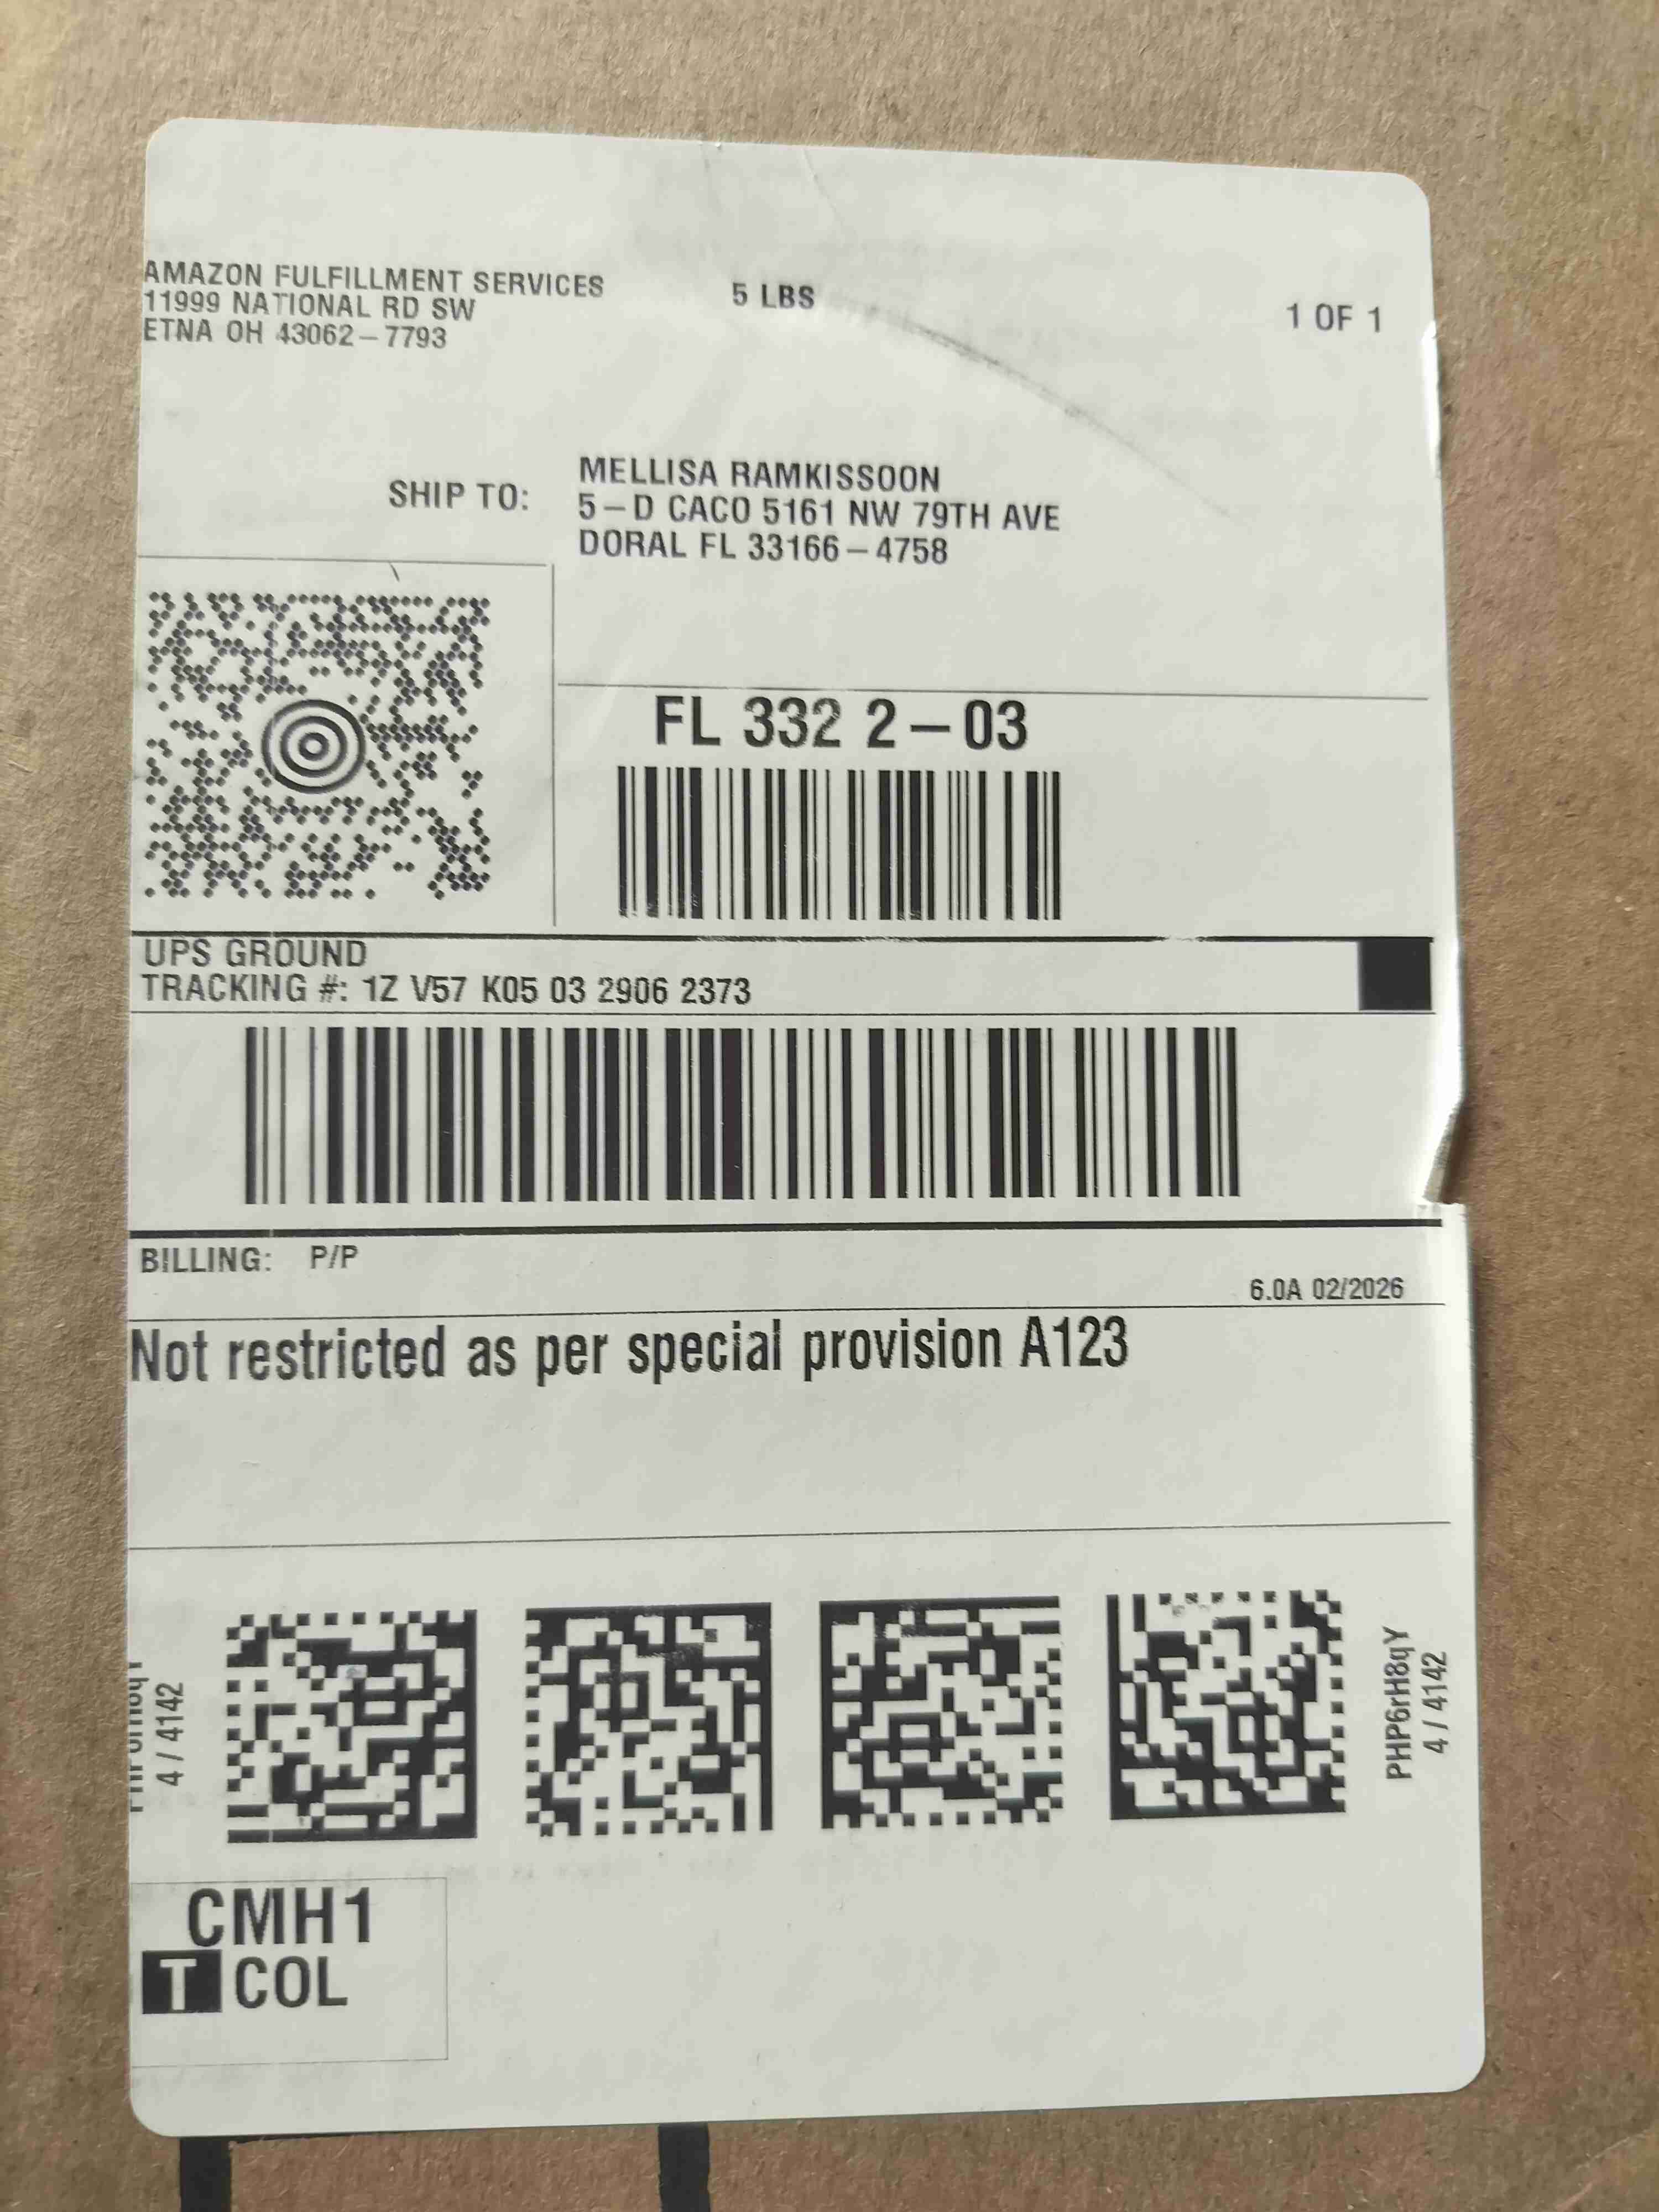 AMAZON FULFILLMENT SERVICES
11999 NATIONAL RD SW
ETNA OH 43062-7793
5 LBS
1 OF 1
SHIP TO:
MELLISA RAMKISSOON
5-D CACO 5161 NW 79TH AVE
DORAL FL 33166-4758
FL 332 2-03
UPS GROUND
TRACKING #: 1Z V57 K05 03 2906 2373
BILLING: P/P
6.0A 02/2026
Not restricted as per special provision A123
4 / 4142
PHP6rH8qY
4 / 4142
CMH1
T COL